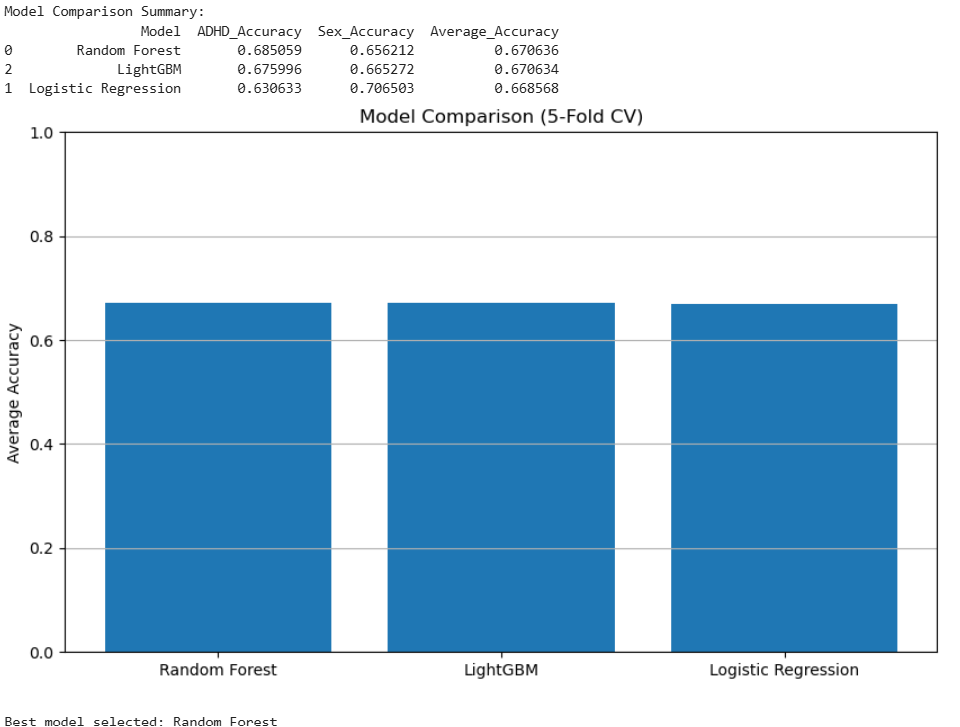 Model Comparison Summary:
Model ADHD_Accuracy Sex_Accuracy Average_Accuracy
0 Random Forest 0.685059 0.656212 0.670636
2 LightGBM 0.675996 0.665272 0.670634
1 Logistic Regression 0.630633 0.706503 0.668568
Model Comparison (5-Fold CV)
1.0
0.8
0.6
0.4
0.2
0.0
Average Accuracy
Random Forest LightGBM Logistic Regression
Best model selected: Random Forest